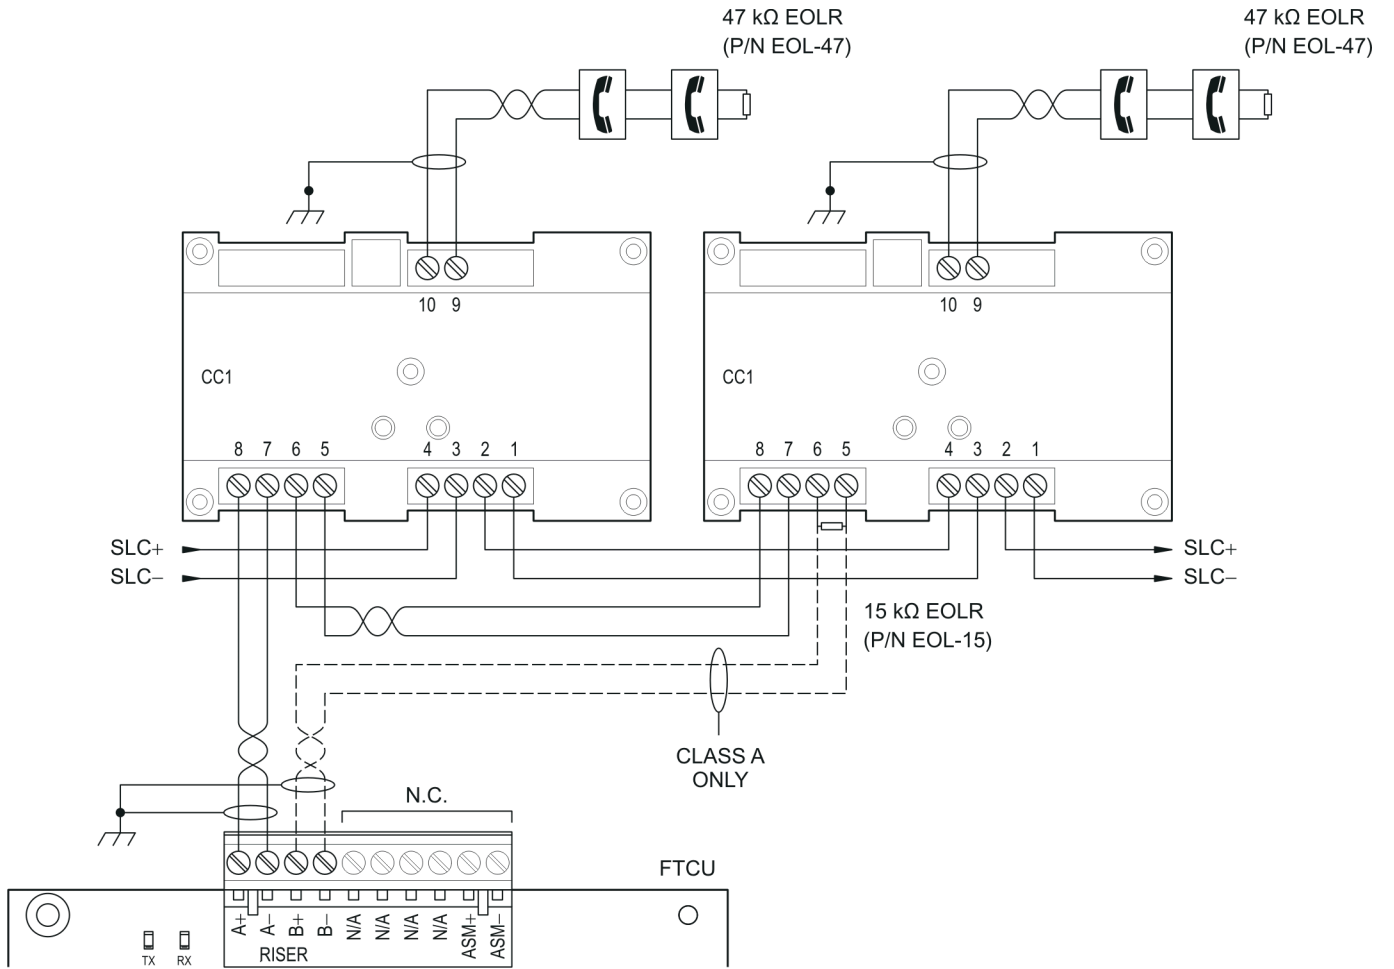 47 kΩ EOLR
(P/N EOL-47)
47 kΩ EOLR
(P/N EOL-47)
10 9
10 9
CC1
CC1
8 7 6 5 4 3 2 1
8 7 6 5 4 3 2 1
SLC+
SLC−
SLC+
SLC−
15 kΩ EOLR
(P/N EOL-15)
CLASS A
ONLY
N.C.
FTCU
A+ A− B+ B− N/A N/A N/A N/A ASM+ ASM−
RISER
TX RX